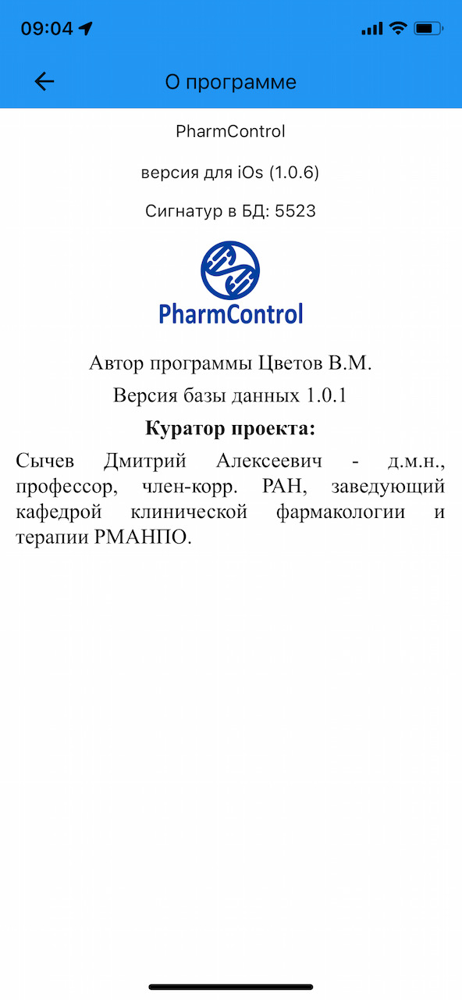 09:04
О программе
PharmControl
версия для iOs (1.0.6)
Сигнатур в БД: 5523
PharmControl
Автор программы Цветов В.М.
Версия базы данных 1.0.1
Куратор проекта:
Сычев Дмитрий Алексеевич - д.м.н.,
профессор, член-корр. РАН, заведующий
кафедрой клинической фармакологии и
терапии РМАНПО.